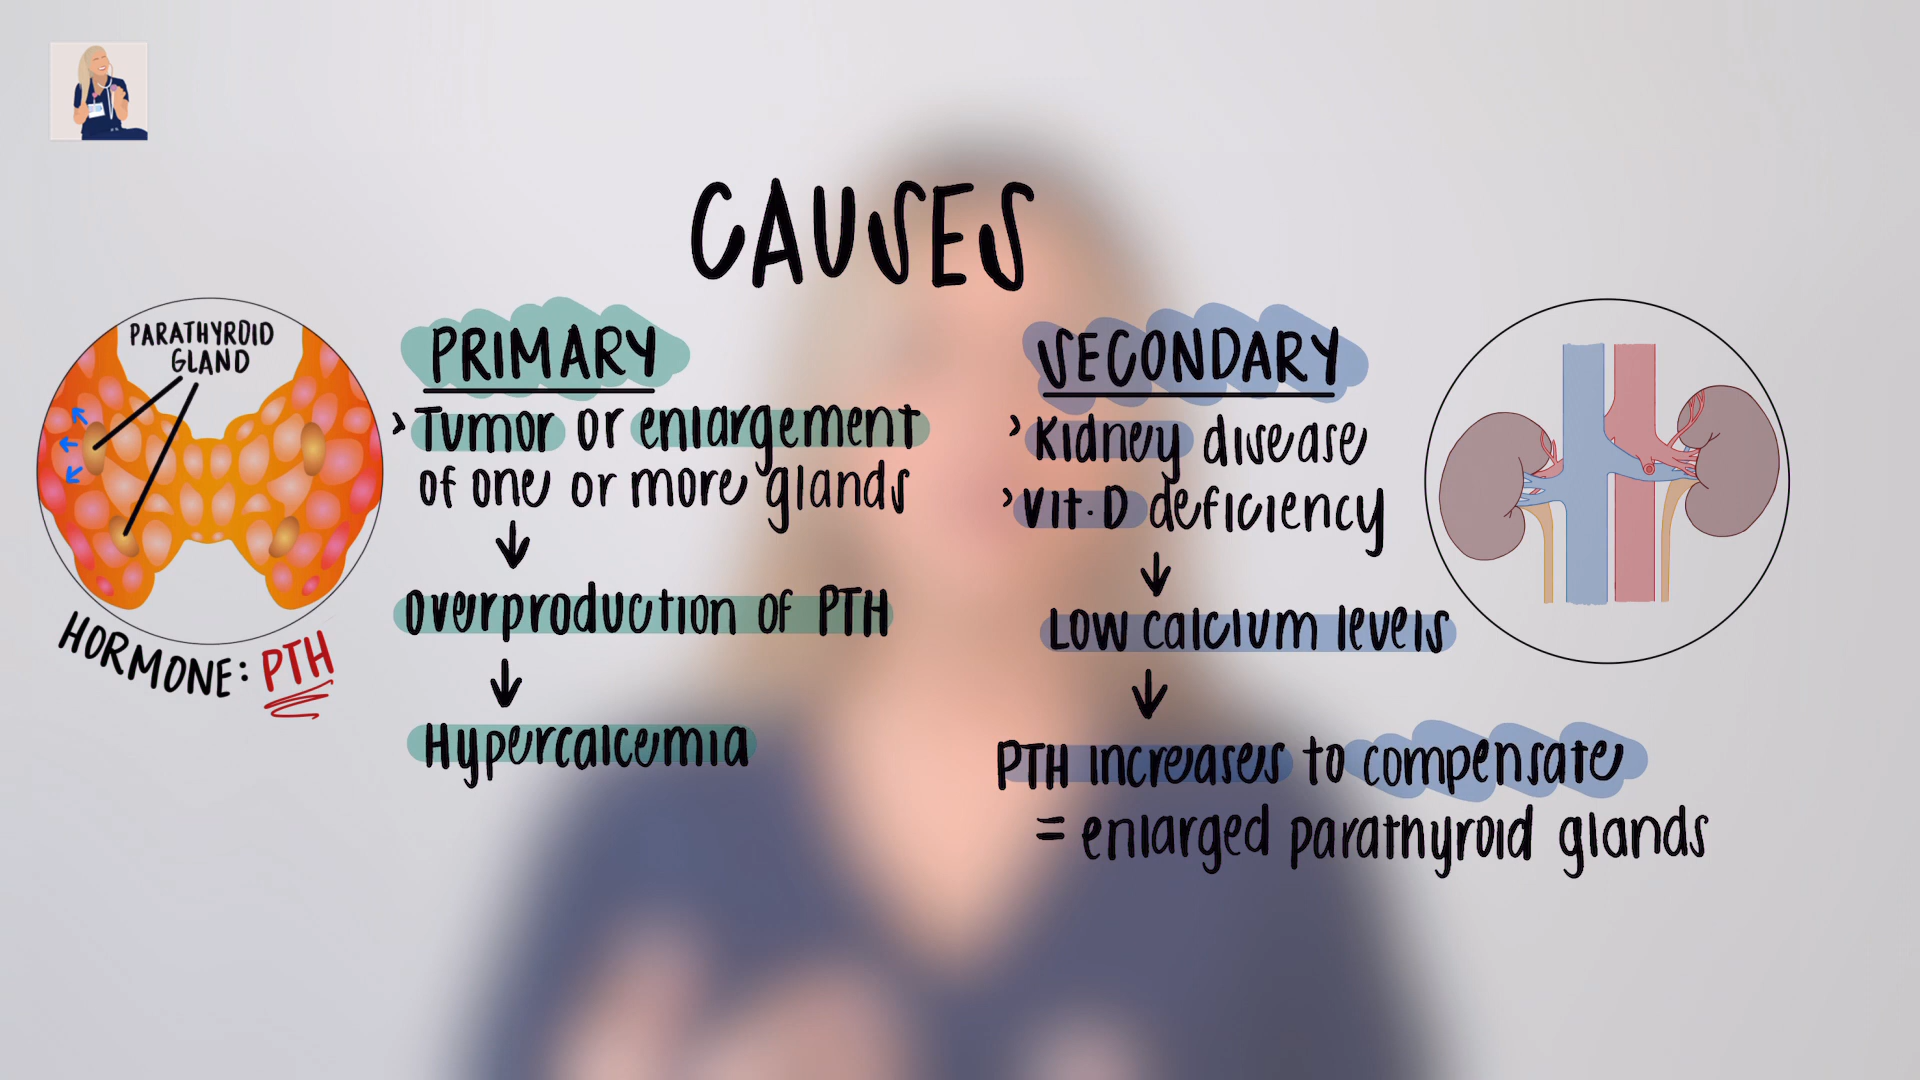 CAUSES
PARATHYROID
GLAND
HORMONE: PTH
PRIMARY
> Tumor or enlargement
of one or more glands
↓
overproduction of PTH
↓
Hypercalcemia
SECONDARY
> Kidney disease
> Vit. D deficiency
↓
Low calcium levels
↓
PTH increases to compensate
= enlarged parathyroid glands